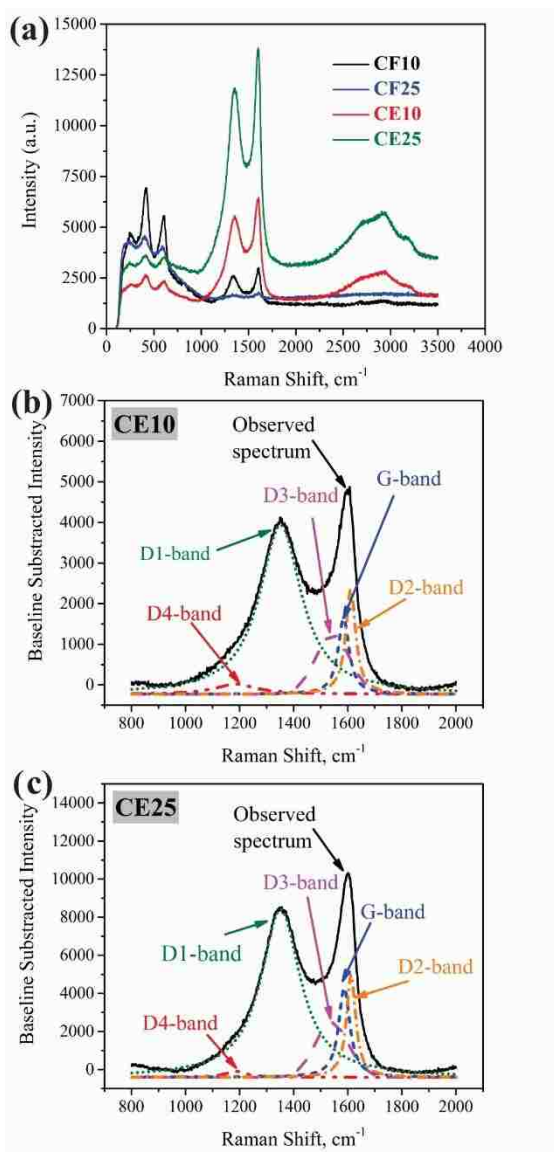 (a)
15000
12500
10000
7500
5000
2500
0
Intensity (a.u.)
CF10
CF25
CE10
CE25
0 500 1000 1500 2000 2500 3000 3500 4000
Raman Shift, cm-1
(b)
7000
6000
5000
4000
3000
2000
1000
0
Baseline Substracted Intensity
CE10
Observed
spectrum
G-band
D3-band
D1-band
D2-band
D4-band
800 1000 1200 1400 1600 1800 2000
Raman Shift, cm-1
(c)
14000
12000
10000
8000
6000
4000
2000
0
Baseline Substracted Intensity
CE25
Observed
spectrum
D3-band
G-band
D1-band
D2-band
D4-band
800 1000 1200 1400 1600 1800 2000
Raman Shift, cm-1